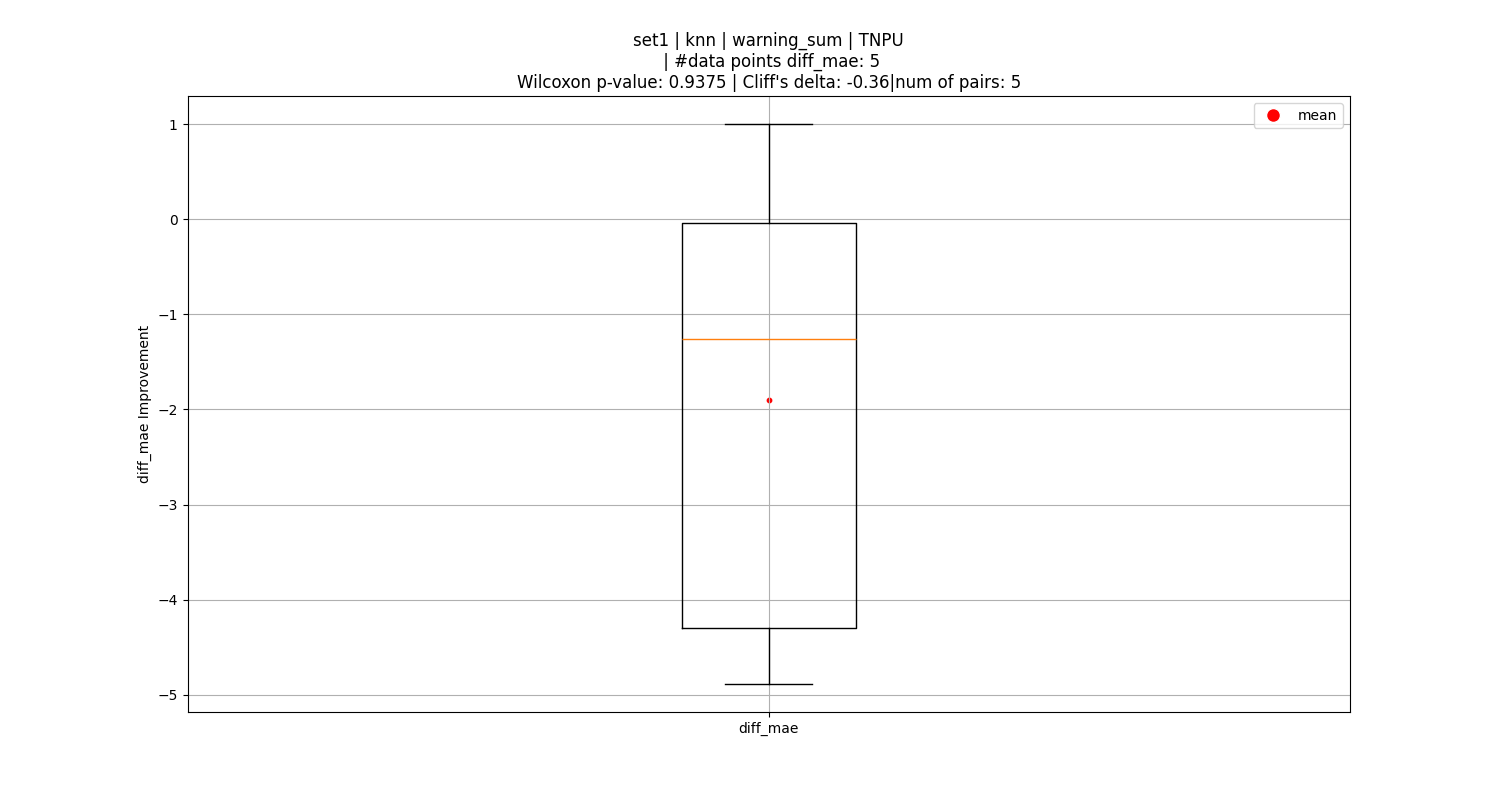 set1 | knn | warning_sum | TNPU
| #data points diff_mae: 5
Wilcoxon p-value: 0.9375 | Cliff's delta: -0.36|num of pairs: 5
mean
1
0
−1
−2
−3
−4
−5
diff_mae Improvement
diff_mae